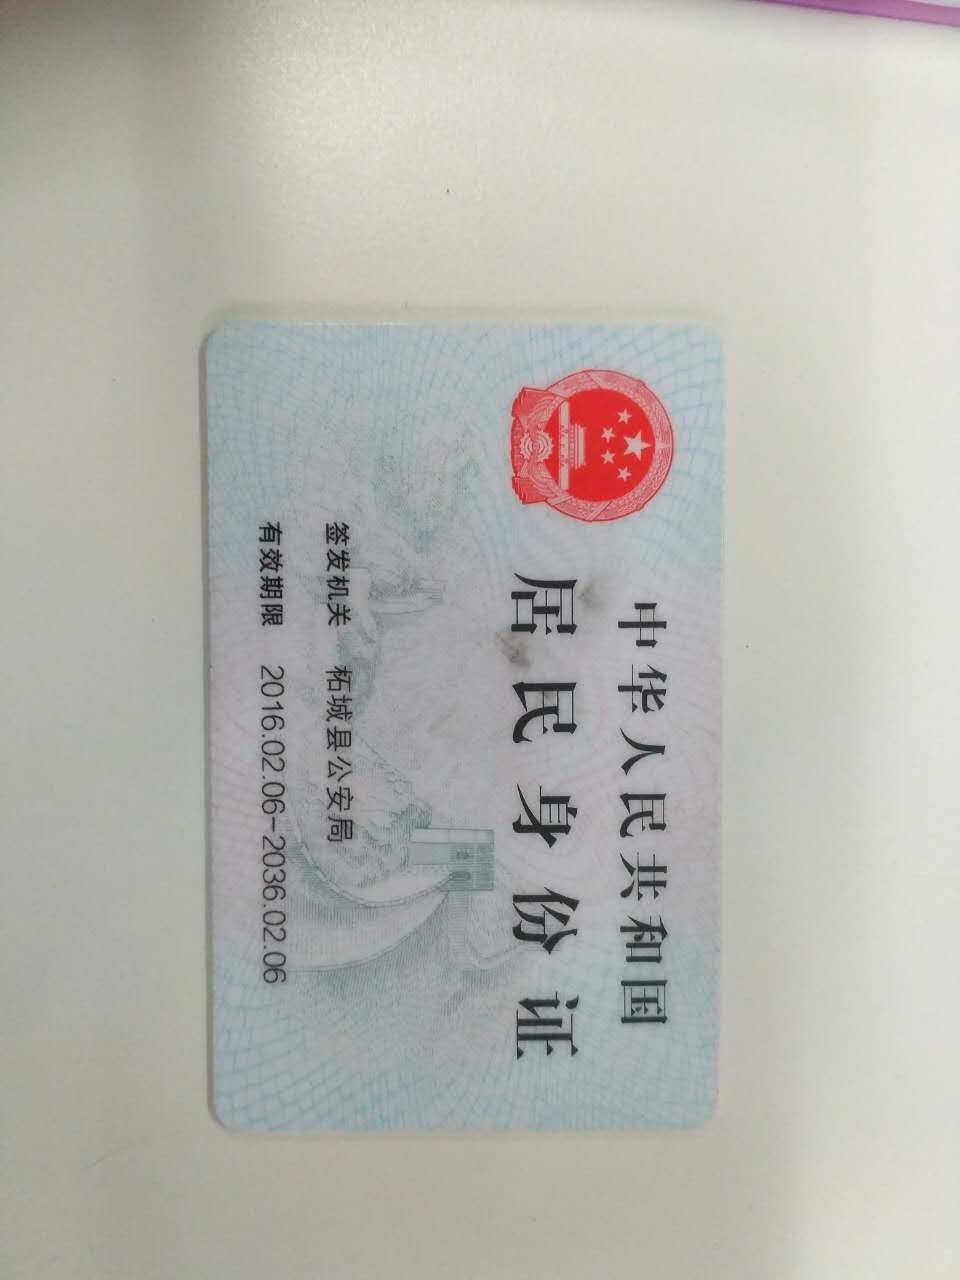 中华人民共和国
居民身份证
签发机关 柘城县公安局
有效期限 2016.02.06-2036.02.06